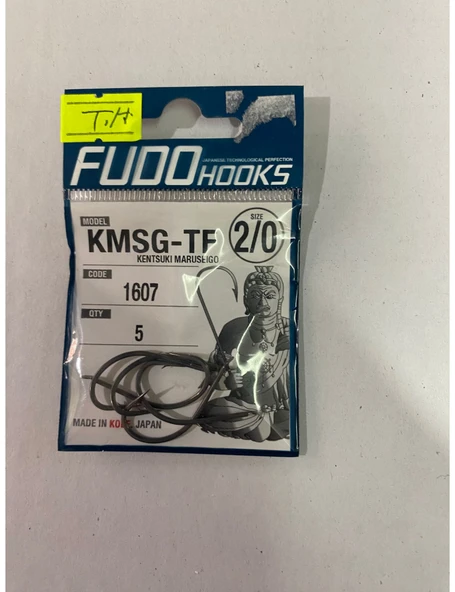 T.H
FUDO HOOKS
JAPANESE TECHNOLOGICAL PERFECTION
MODEL
KMSG-TF
KENTSUKI MARUSEIGO
SIZE
2/0
CODE
1607
QTY
5
MADE IN KOBE JAPAN